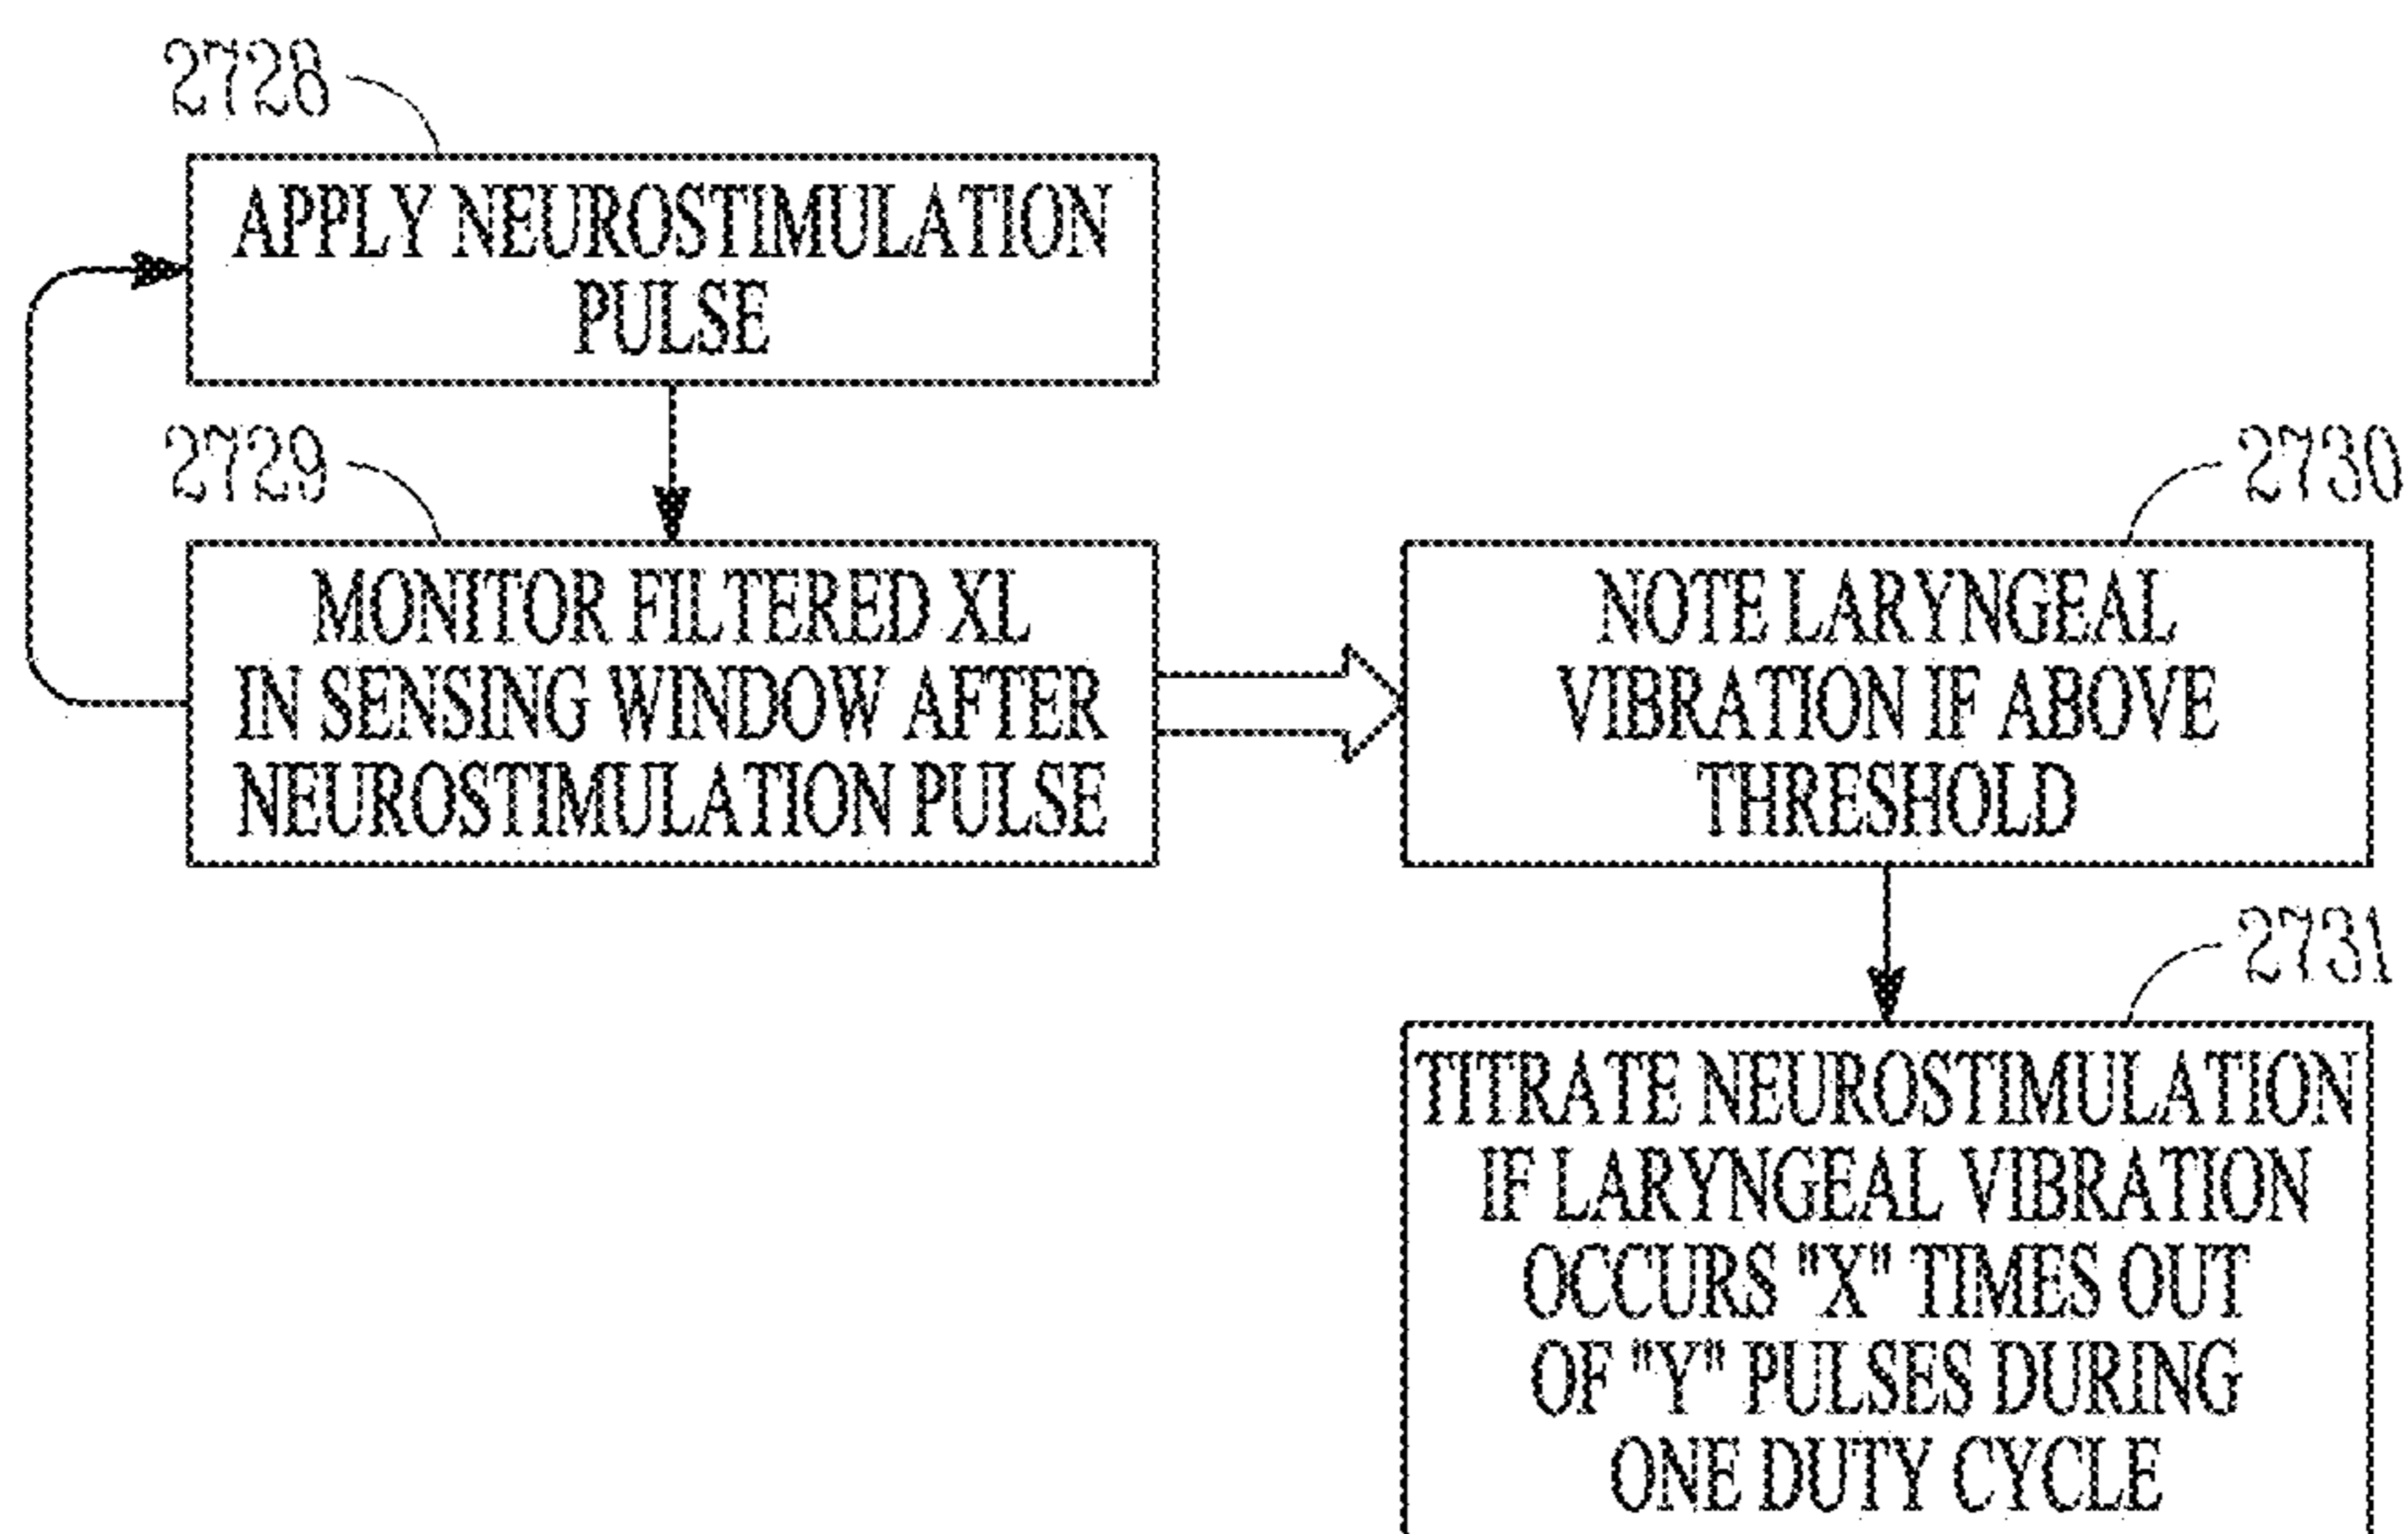 2728
APPLY NEUROSTIMULATION
PULSE
2729
MONITOR FILTERED XL
IN SENSING WINDOW AFTER
NEUROSTIMULATION PULSE
2730
NOTE LARYNGEAL
VIBRATION IF ABOVE
THRESHOLD
2731
TITRATE NEUROSTIMULATION
IF LARYNGEAL VIBRATION
OCCURS "X" TIMES OUT
OF "Y" PULSES DURING
ONE DUTY CYCLE